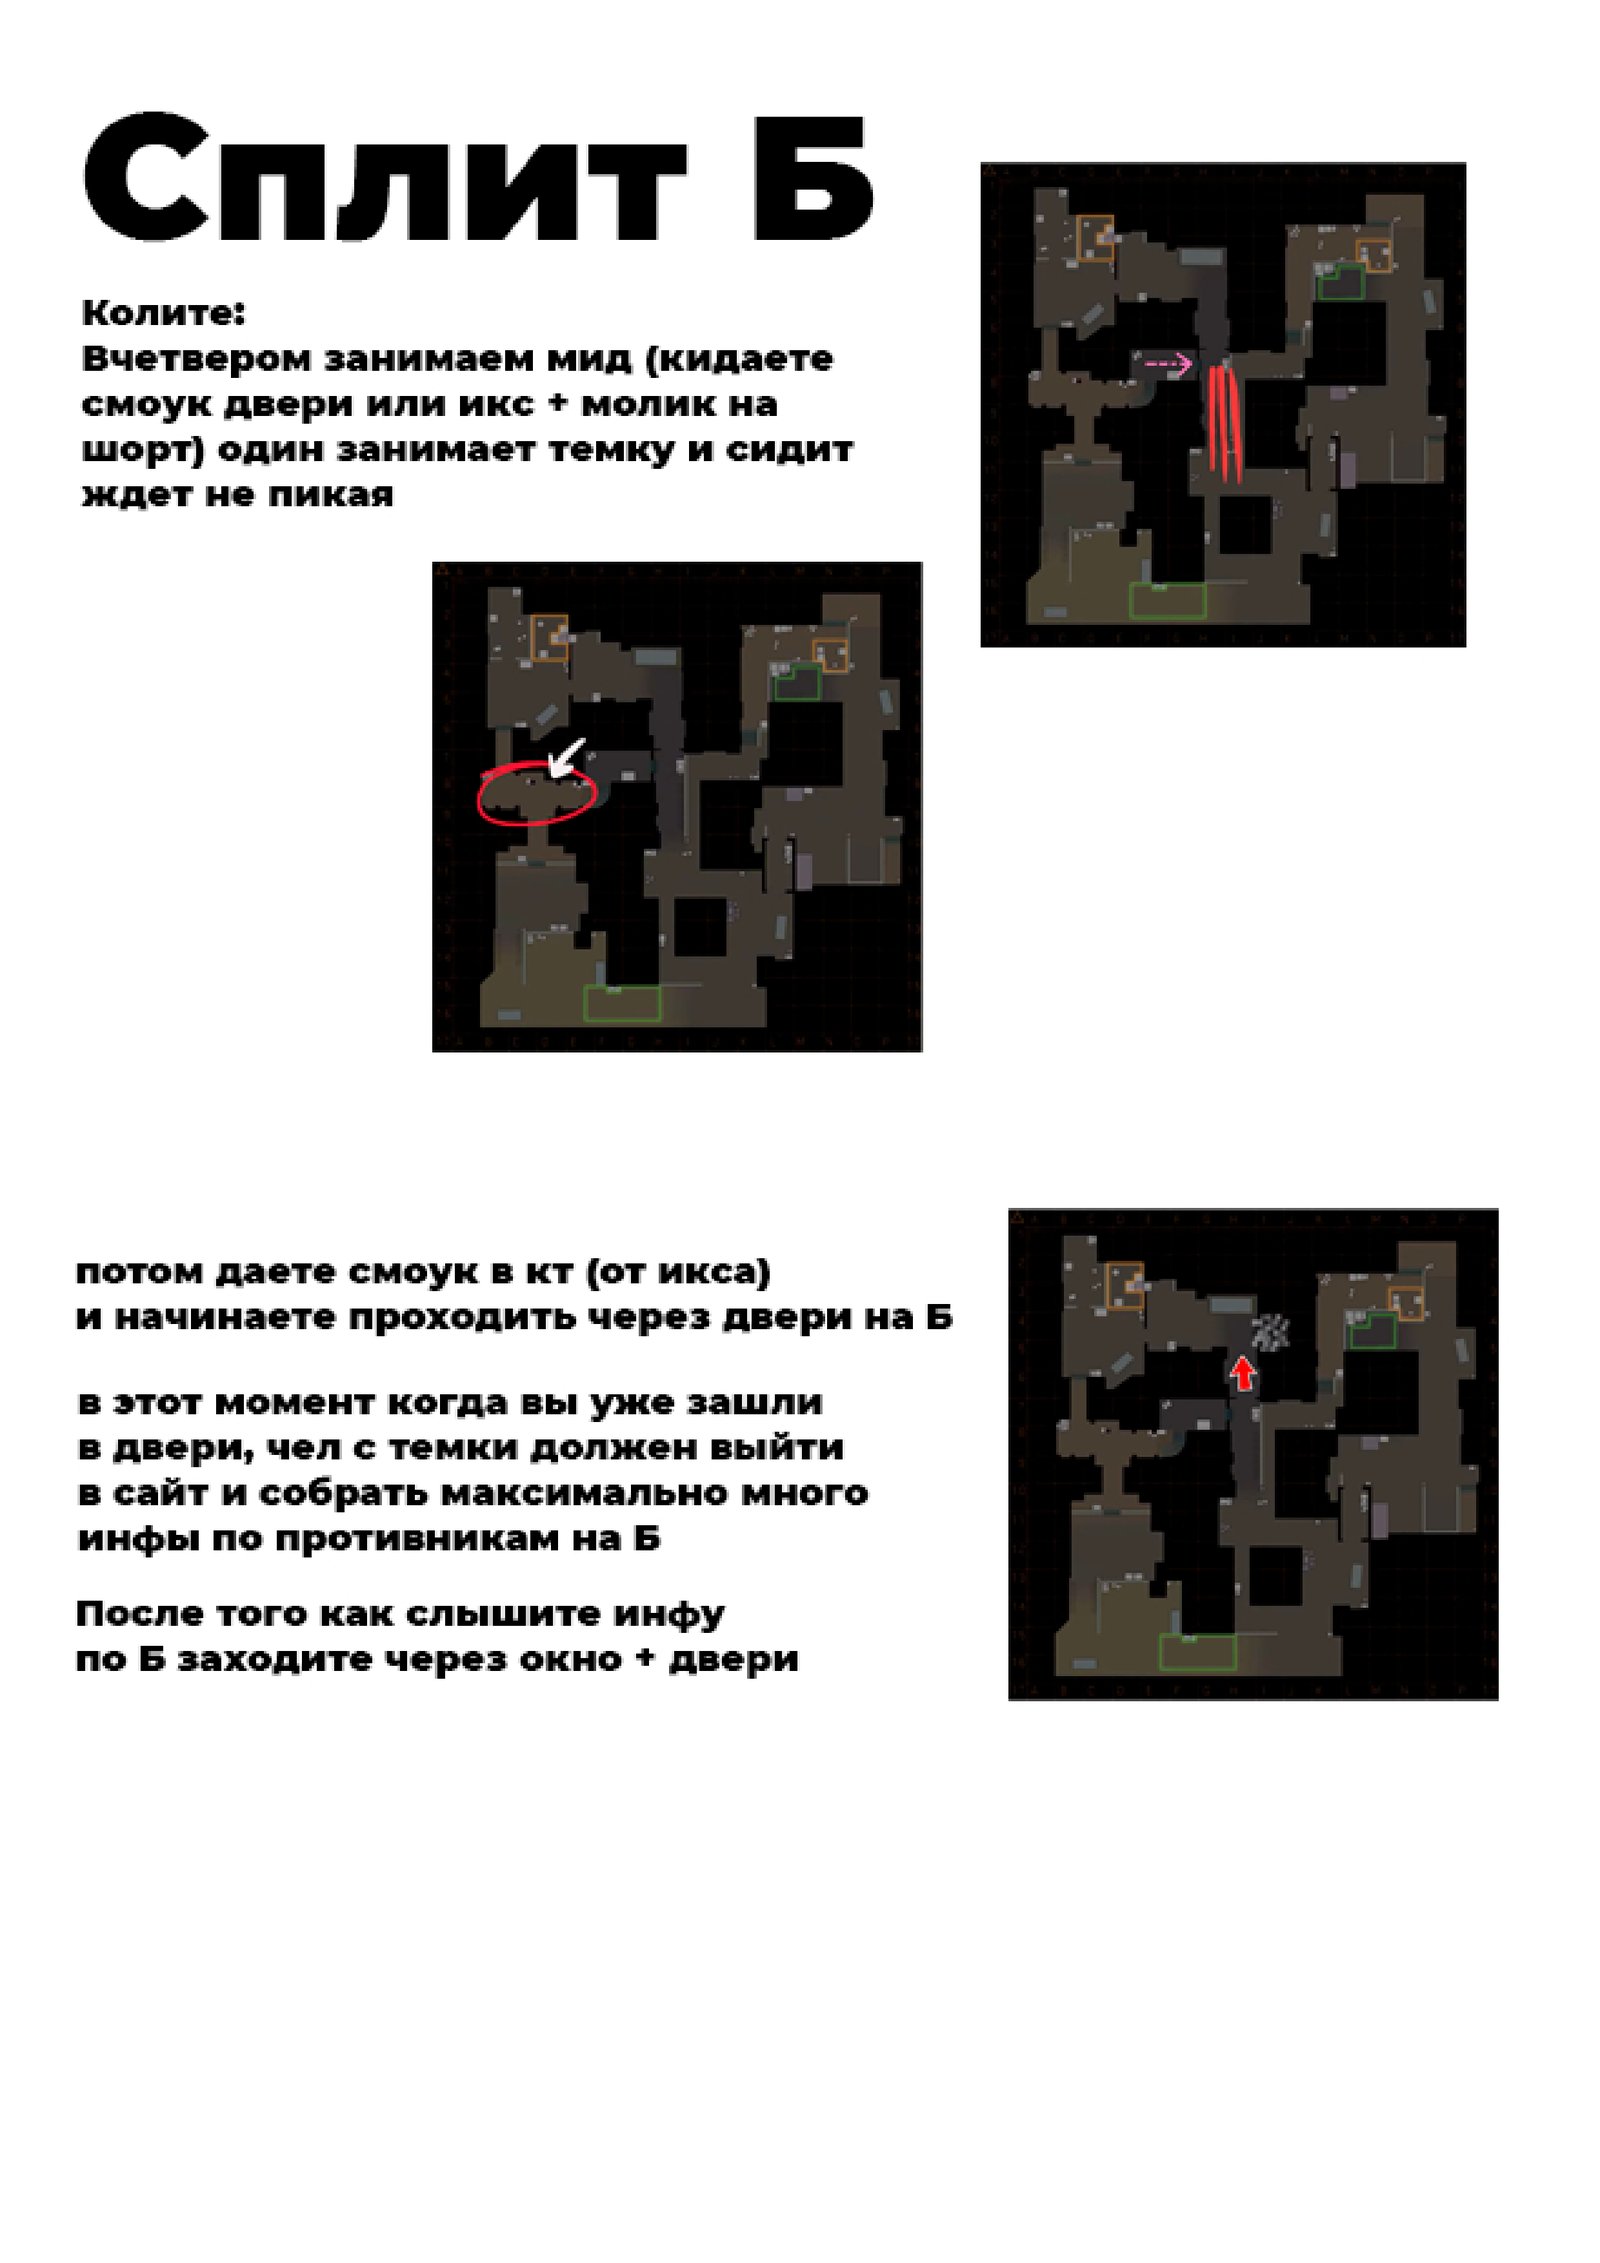 Сплит Б
Колите:
Вчетвером занимаем мид (кидаете
смоук двери или икс + молик на
шорт) один занимает темку и сидит
ждет не пикая
потом даете смоук в кт (от икса)
и начинаете проходить через двери на Б
в этот момент когда вы уже зашли
в двери, чел с темки должен выйти
в сайт и собрать максимально много
инфы по противникам на Б
После того как слышите инфу
по Б заходите через окно + двери